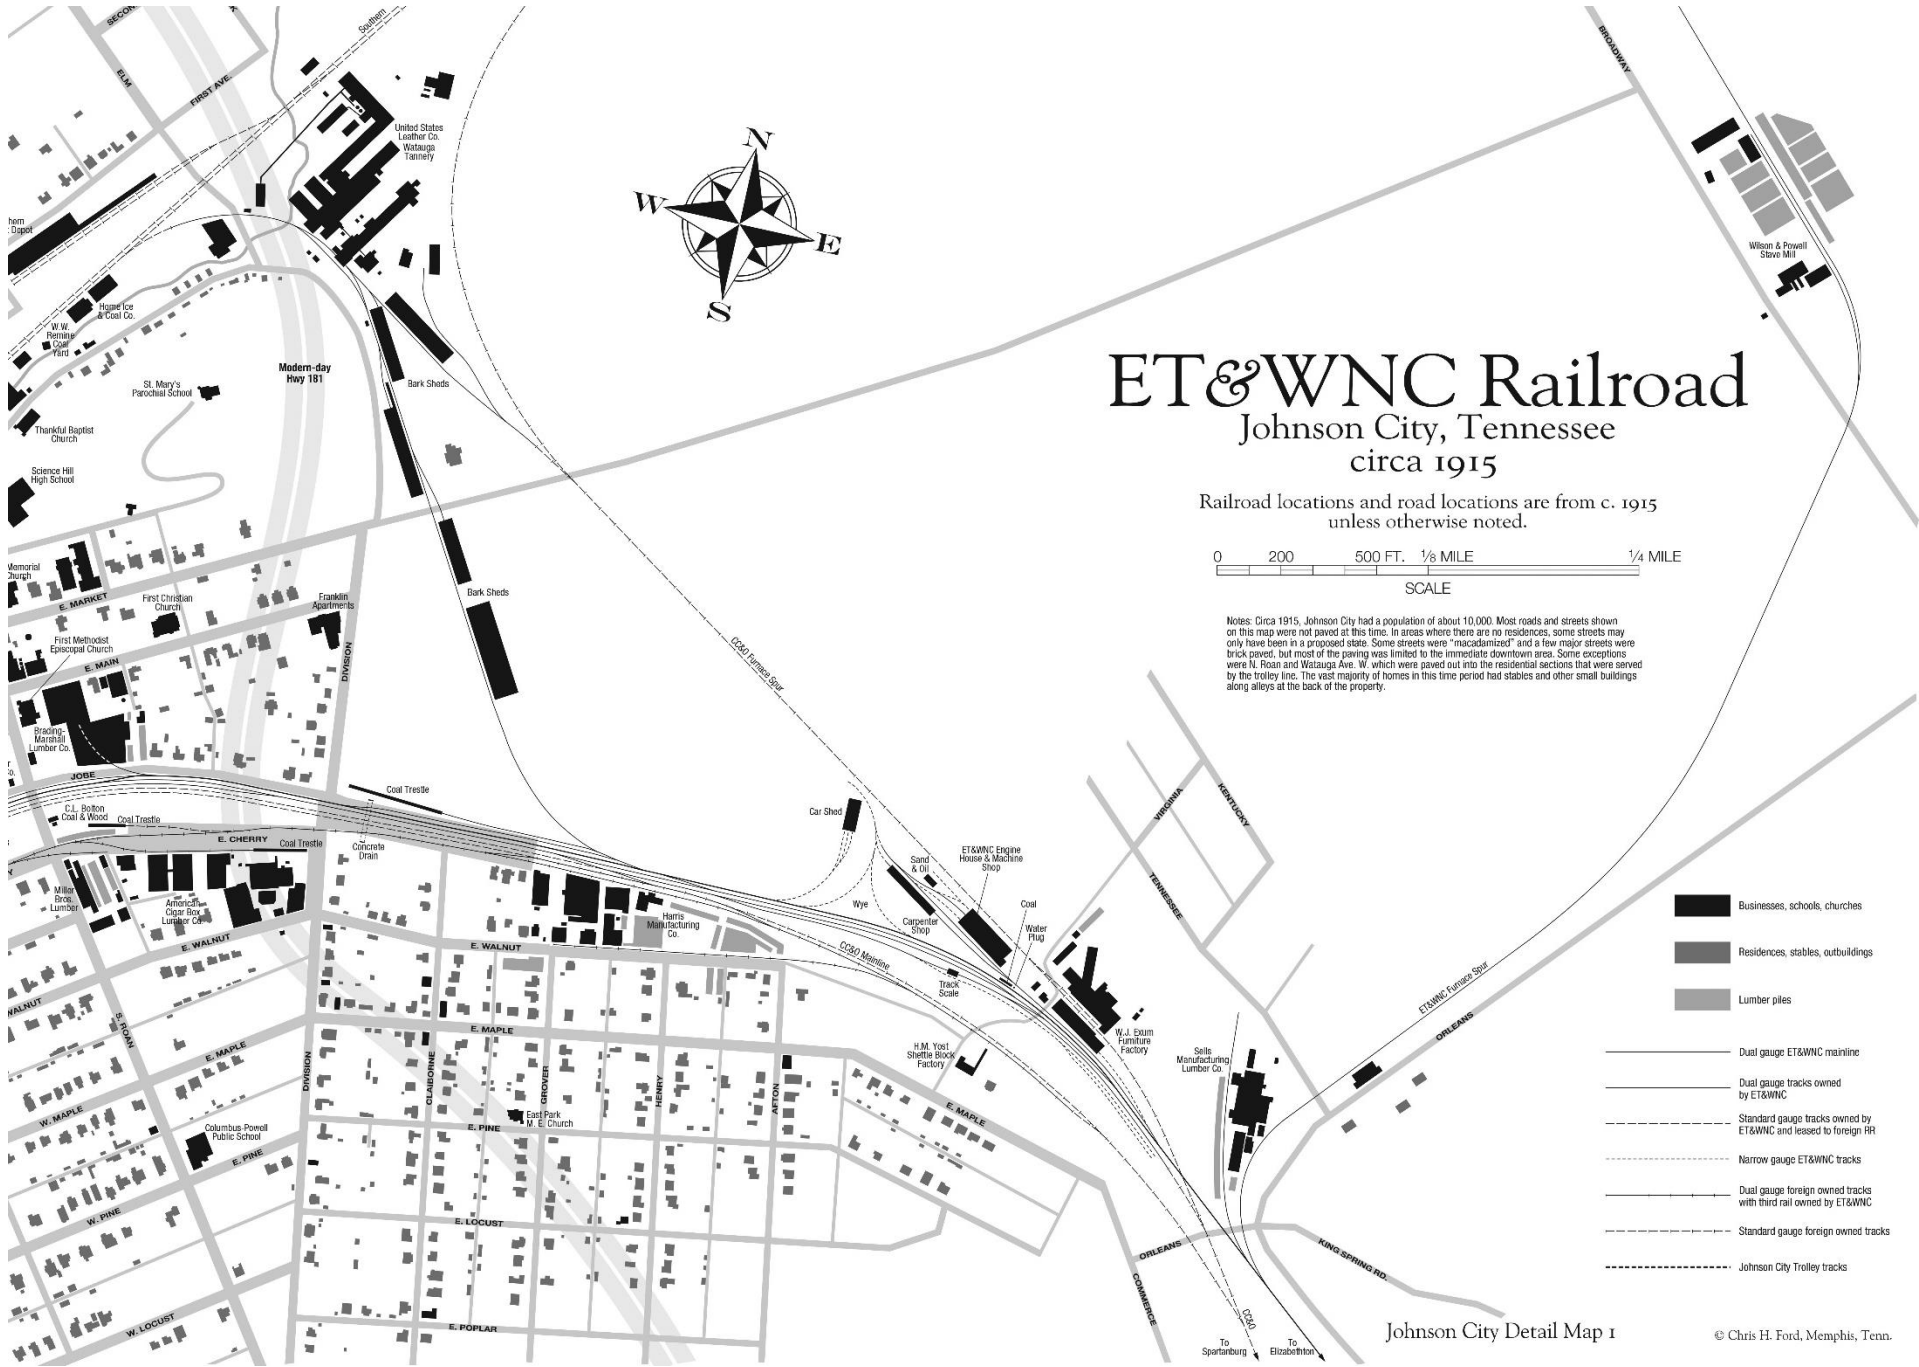 SECON
Southern
ELM
FIRST AVE.
BROADWAY
United States
Leather Co.
Watauga
Tannery
N
W
E
S
hern
Depot
Wilson & Powell
Stave Mill
Home Ice
& Coal Co.
W.W.
Remine
Coal
Yard
Modern-day
Hwy 181
St. Mary's
Parochial School
Bark Sheds
Thankful Baptist
Church
Science Hill
High School
ET&WNC Railroad
Johnson City, Tennessee
circa 1915
Railroad locations and road locations are from c. 1915
unless otherwise noted.
0 200 500 FT. 1/8 MILE 1/4 MILE
SCALE
Notes: Circa 1915, Johnson City had a population of about 10,000. Most roads and streets shown
on this map were not paved at this time. In areas where there are no residences, some streets may
only have been in a proposed state. Some streets were "macadamized" and a few major streets were
brick paved, but most of the paving was limited to the immediate downtown area. Some exceptions
were N. Roan and Watauga Ave. W. which were paved out into the residential sections that were served
by the trolley line. The vast majority of homes in this time period had stables and other small buildings
along alleys at the back of the property.
Memorial
Church
E. MARKET
First Christian
Church
Franklin
Apartments
Bark Sheds
First Methodist
Episcopal Church
E. MAIN
DIVISION
CC&O Furnace Spur
Brading-
Marshall
Lumber Co.
Co.
JOBE
Coal Trestle
C.L. Bolton
Coal & Wood
Coal Trestle
E. CHERRY
Coal Trestle
Concrete
Drain
Car Shed
Sand
& Oil
ET&WNC Engine
House & Machine
Shop
VIRGINIA
KENTUCKY
TENNESSEE
Miller
Bros.
Lumber
American
Cigar Box
Lumber Co.
Harris
Manufacturing
Co.
Wye
Carpenter
Shop
Coal
Water
Plug
E. WALNUT
E. WALNUT
CC&O Mainline
Track
Scale
ET&WNC Furnace Spur
ORLEANS
WALNUT
S. ROAN
E. MAPLE
E. MAPLE
H.M. Yost
Shettle Block
Factory
W.J. Exum
Furniture
Factory
Sells
Manufacturing
Lumber Co.
DIVISION
CLAIBORNE
GROVER
HENRY
AFTON
E. MAPLE
W. MAPLE
Columbus-Powell
Public School
E. PINE
East Park
M. E. Church
E. PINE
W. PINE
E. LOCUST
ORLEANS
KING SPRING RD.
COMMERCE
W. LOCUST
E. POPLAR
CC&O
To
Spartanburg
To
Elizabethton
Businesses, schools, churches
Residences, stables, outbuildings
Lumber piles
Dual gauge ET&WNC mainline
Dual gauge tracks owned
by ET&WNC
Standard gauge tracks owned by
ET&WNC and leased to foreign RR
Narrow gauge ET&WNC tracks
Dual gauge foreign owned tracks
with third rail owned by ET&WNC
Standard gauge foreign owned tracks
Johnson City Trolley tracks
Johnson City Detail Map 1
© Chris H. Ford, Memphis, Tenn.